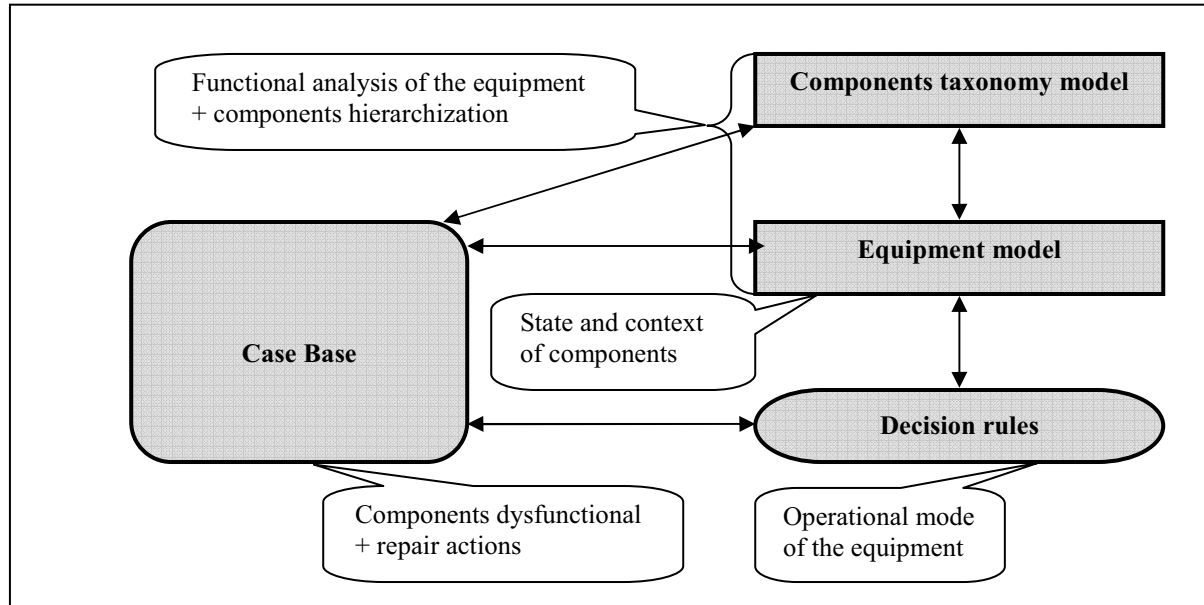 Functional analysis of the equipment
+ components hierarchization
Components taxonomy model
Equipment model
State and context
of components
Case Base
Decision rules
Components dysfunctional
+ repair actions
Operational mode
of the equipment